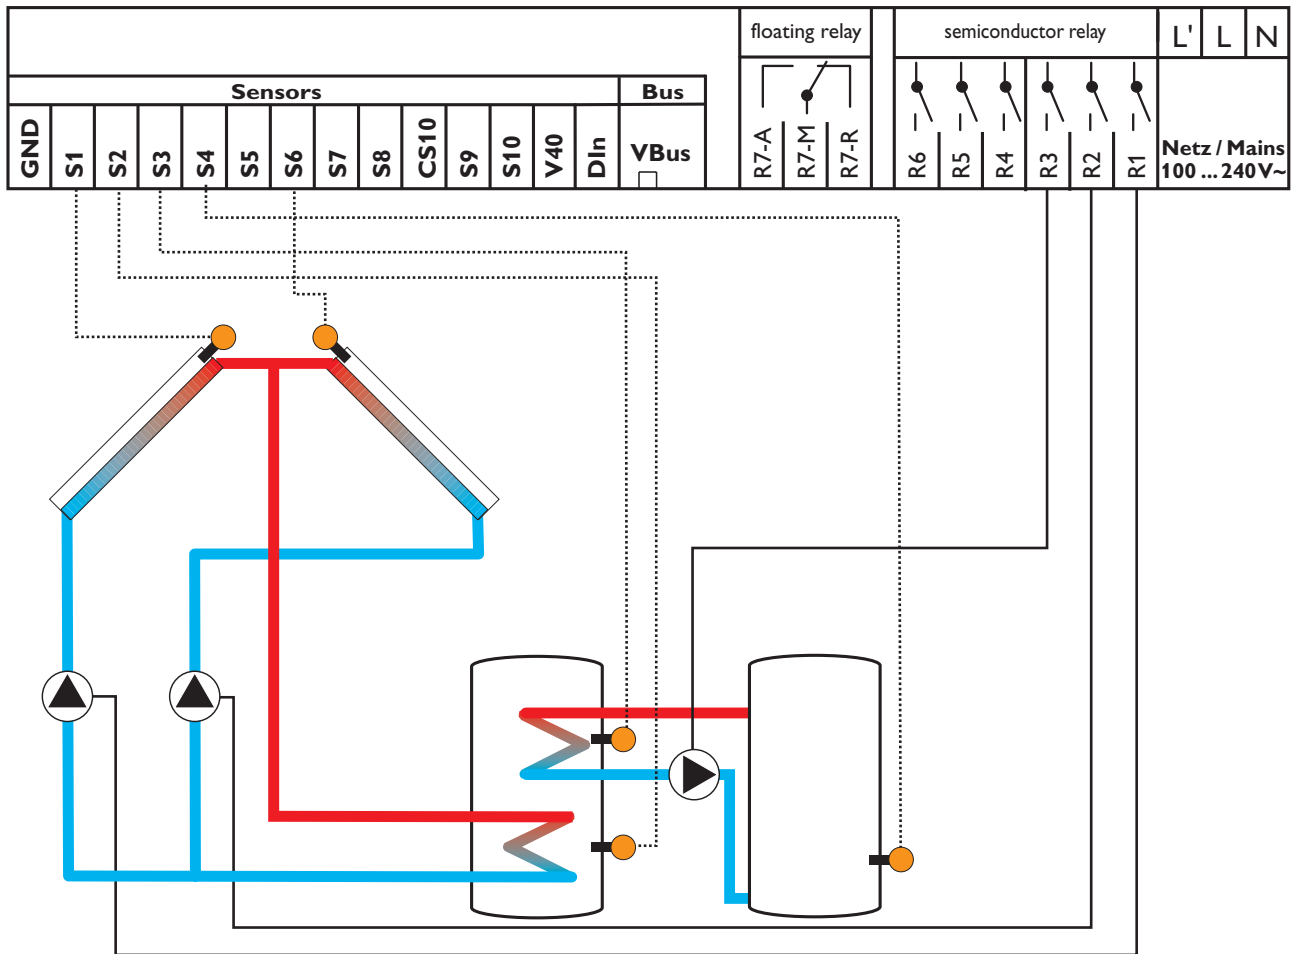 floating relay
semiconductor relay
L'
L
N
Sensors
Bus
GND
S1
S2
S3
S4
S5
S6
S7
S8
CS10
S9
S10
V40
DIn
VBus
R7-A
R7-M
R7-R
R6
R5
R4
R3
R2
R1
Netz / Mains
100 ... 240 V~